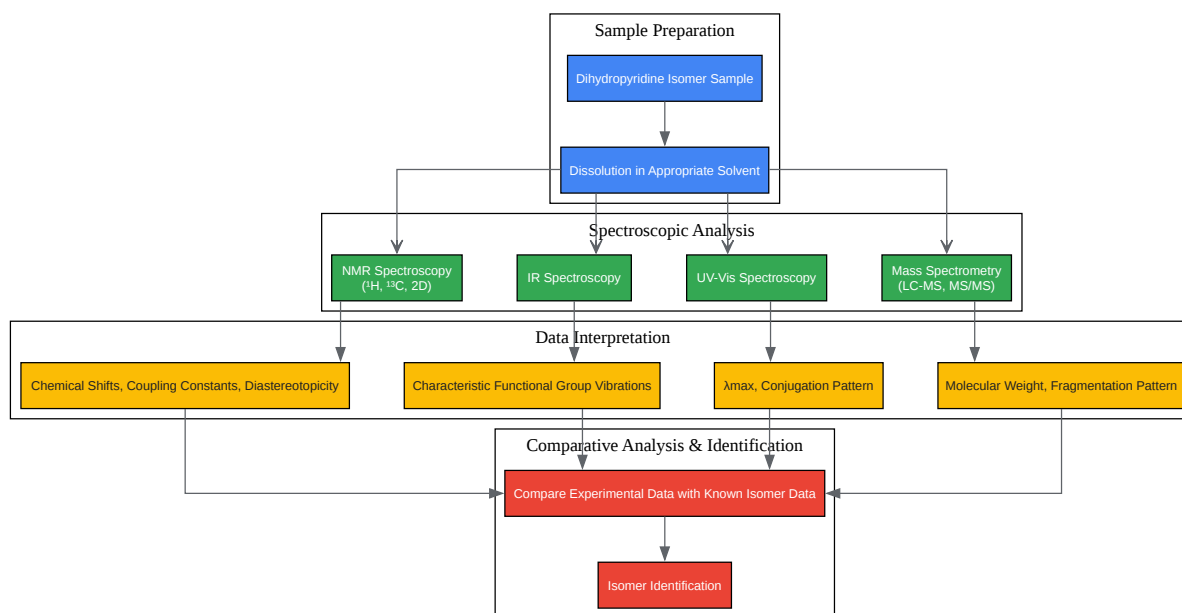 Sample Preparation
Dihydropyridine Isomer Sample
Dissolution in Appropriate Solvent
Spectroscopic Analysis
NMR Spectroscopy
(¹H, ¹³C, 2D)
IR Spectroscopy
UV-Vis Spectroscopy
Mass Spectrometry
(LC-MS, MS/MS)
Data Interpretation
Chemical Shifts, Coupling Constants, Diastereotopicity
Characteristic Functional Group Vibrations
λmax, Conjugation Pattern
Molecular Weight, Fragmentation Pattern
Comparative Analysis & Identification
Compare Experimental Data with Known Isomer Data
Isomer Identification